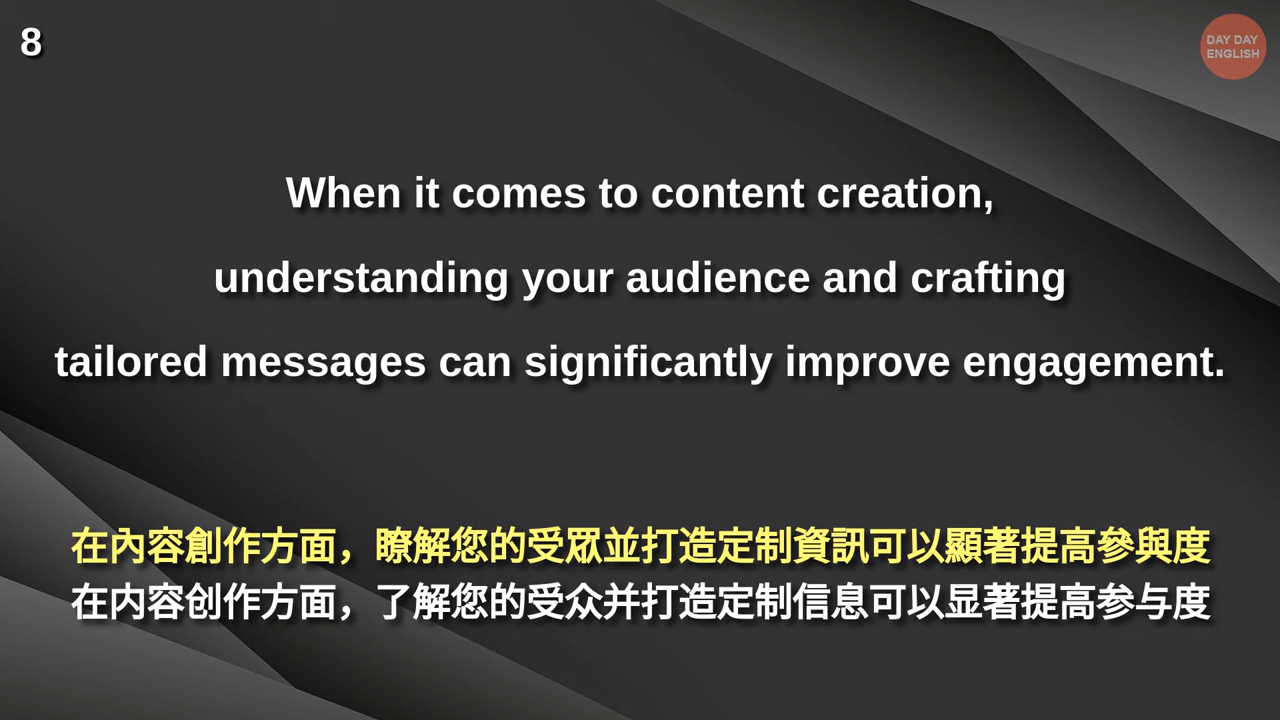 8
DAY DAY
ENGLISH
When it comes to content creation,
understanding your audience and crafting
tailored messages can significantly improve engagement.
在內容創作方面，瞭解您的受眾並打造定制資訊可以顯著提高參與度
在内容创作方面，了解您的受众并打造定制信息可以显著提高参与度